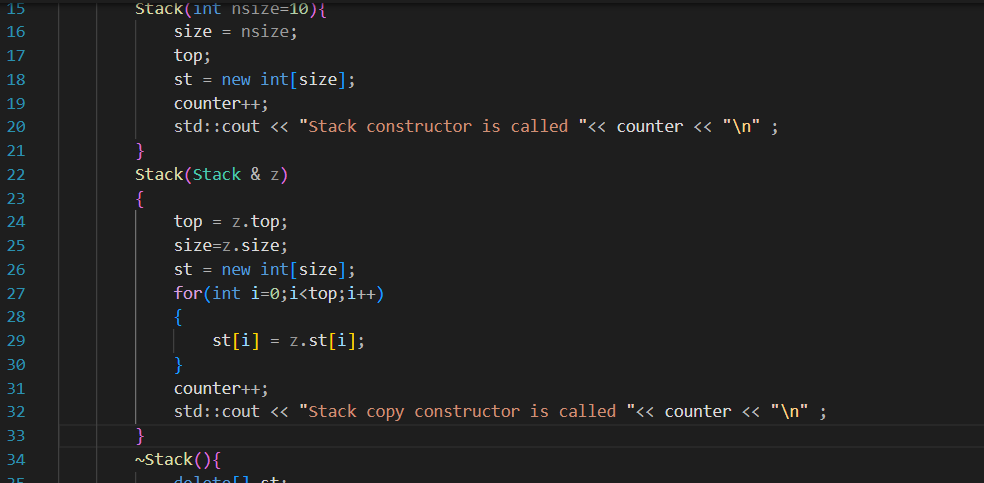 15 Stack(int nsize=10){
16 size = nsize;
17 top;
18 st = new int[size];
19 counter++;
20 std::cout << "Stack constructor is called "<< counter << "\n" ;
21 }
22 Stack(Stack & z)
23 {
24 top = z.top;
25 size=z.size;
26 st = new int[size];
27 for(int i=0;i<top;i++)
28 {
29 st[i] = z.st[i];
30 }
31 counter++;
32 std::cout << "Stack copy constructor is called "<< counter << "\n" ;
33 }
34 ~Stack(){
35 delete[] st;